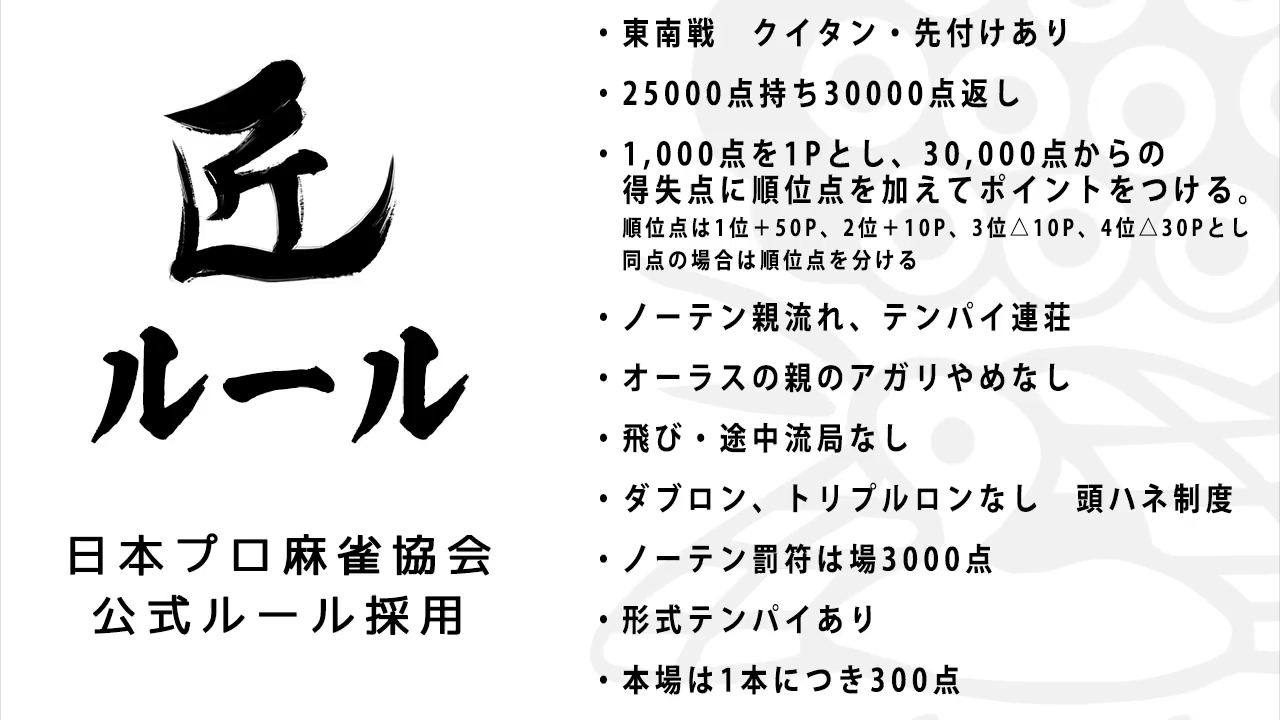 匠
ルール
日本プロ麻雀協会
公式ルール採用
・東南戦　クイタン・先付けあり
・25000点持ち30000点返し
・1,000点を1Pとし、30,000点からの
得失点に順位点を加えてポイントをつける。
順位点は1位＋50P、2位＋10P、3位△10P、4位△30Pとし
同点の場合は順位点を分ける
・ノーテン親流れ、テンパイ連荘
・オーラスの親のアガリやめなし
・飛び・途中流局なし
・ダブロン、トリプルロンなし　頭ハネ制度
・ノーテン罰符は場3000点
・形式テンパイあり
・本場は1本につき300点